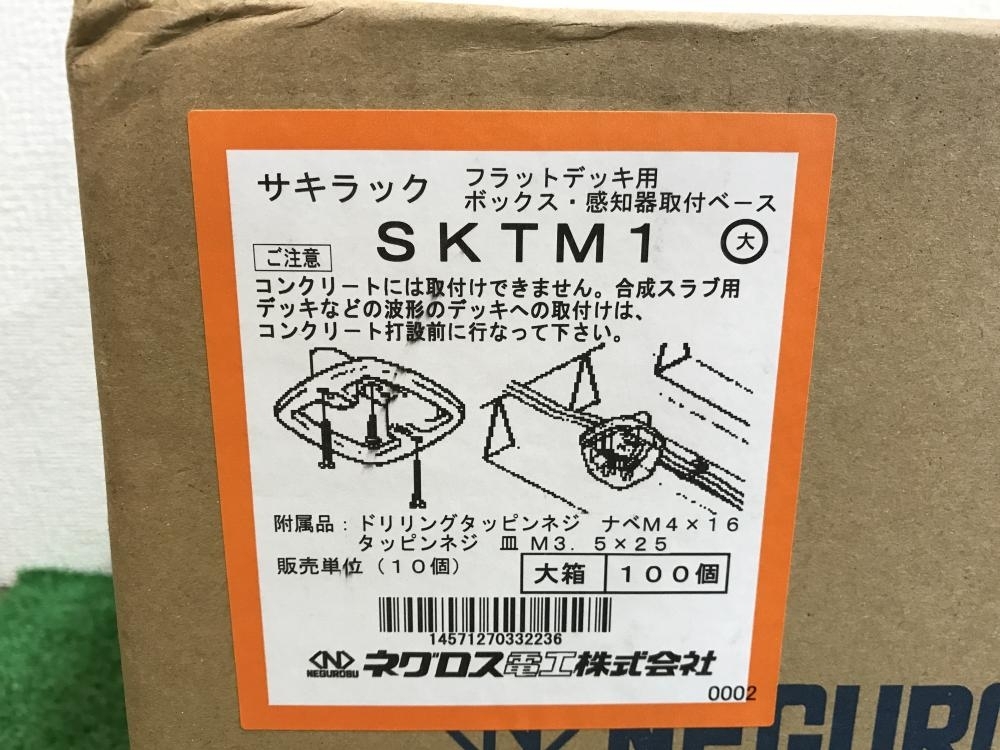 サキラック
フラットデッキ用
ボックス・感知器取付ベース
SKTM1 大
ご注意
コンクリートには取付けできません。合成スラブ用
デッキなどの波形のデッキへの取付けは、
コンクリート打設前に行なって下さい。
附属品：ドリリングタッピンネジ ナベM4×16
タッピンネジ 皿 M3.5×25
販売単位（10個）
大箱 100個
14571270332236
NEGUROSU ネグロス電工株式会社
0002
NEGURO